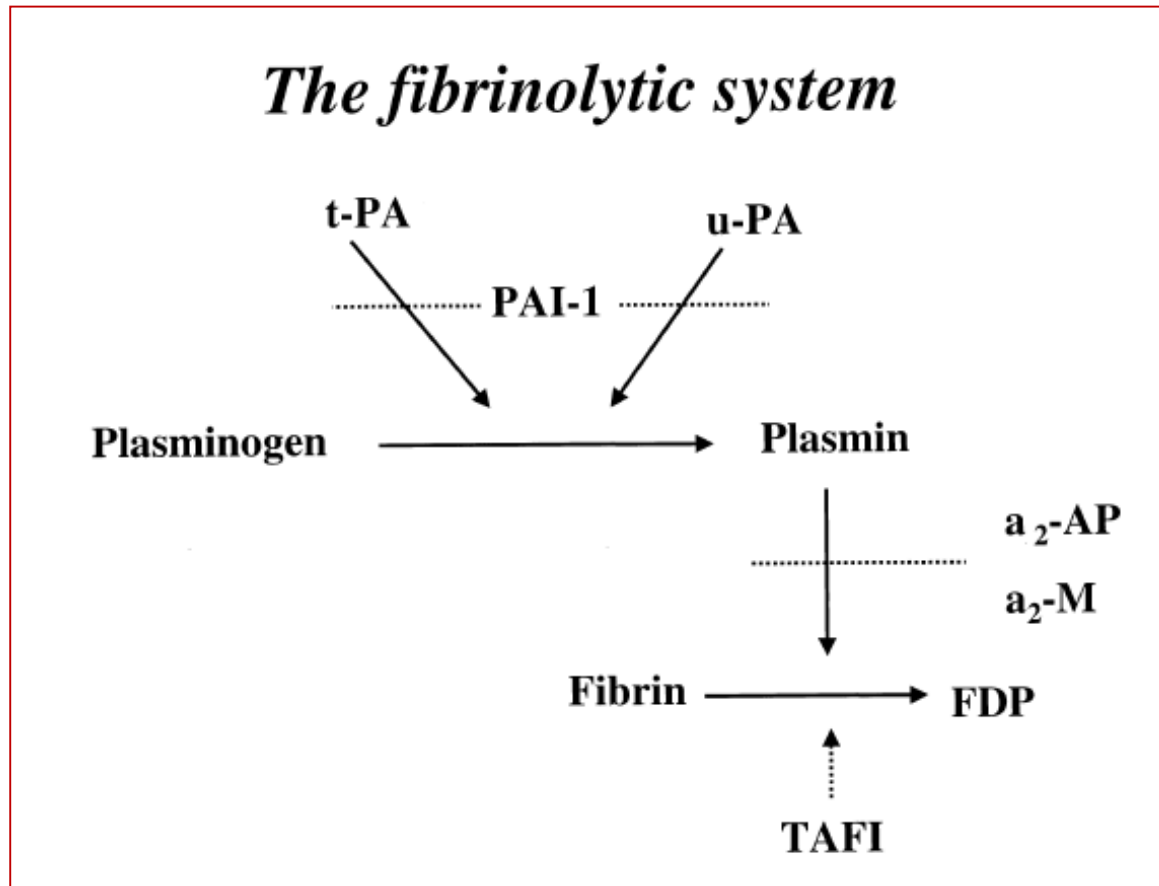 The fibrinolytic system
t-PA
u-PA
PAI-1
Plasminogen
Plasmin
a 2-AP
a2-M
Fibrin
FDP
TAFI